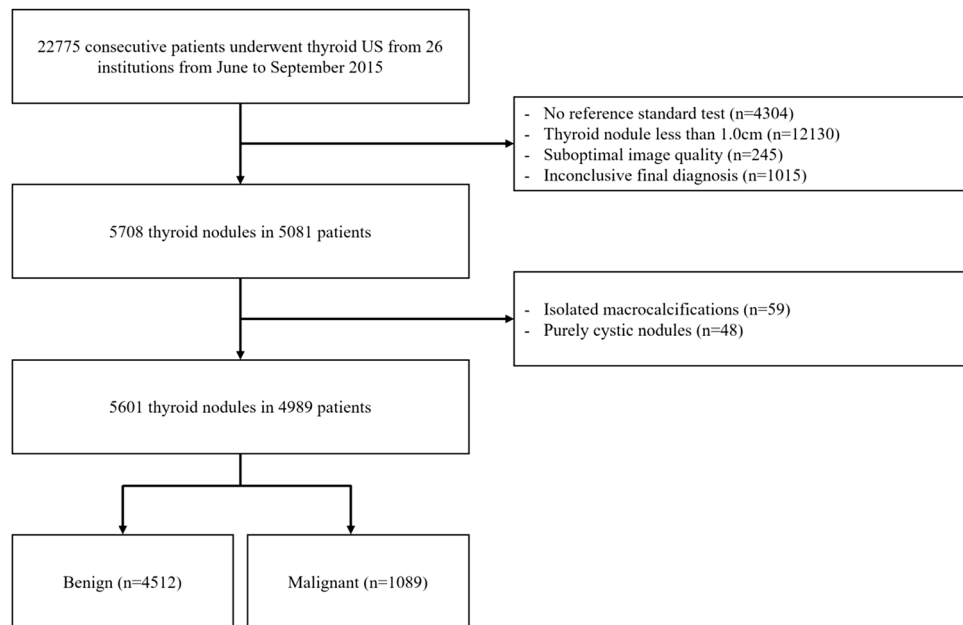 22775 consecutive patients underwent thyroid US from 26
institutions from June to September 2015
- No reference standard test (n=4304)
- Thyroid nodule less than 1.0cm (n=12130)
- Suboptimal image quality (n=245)
- Inconclusive final diagnosis (n=1015)
5708 thyroid nodules in 5081 patients
- Isolated macrocalcifications (n=59)
- Purely cystic nodules (n=48)
5601 thyroid nodules in 4989 patients
Benign (n=4512)
Malignant (n=1089)